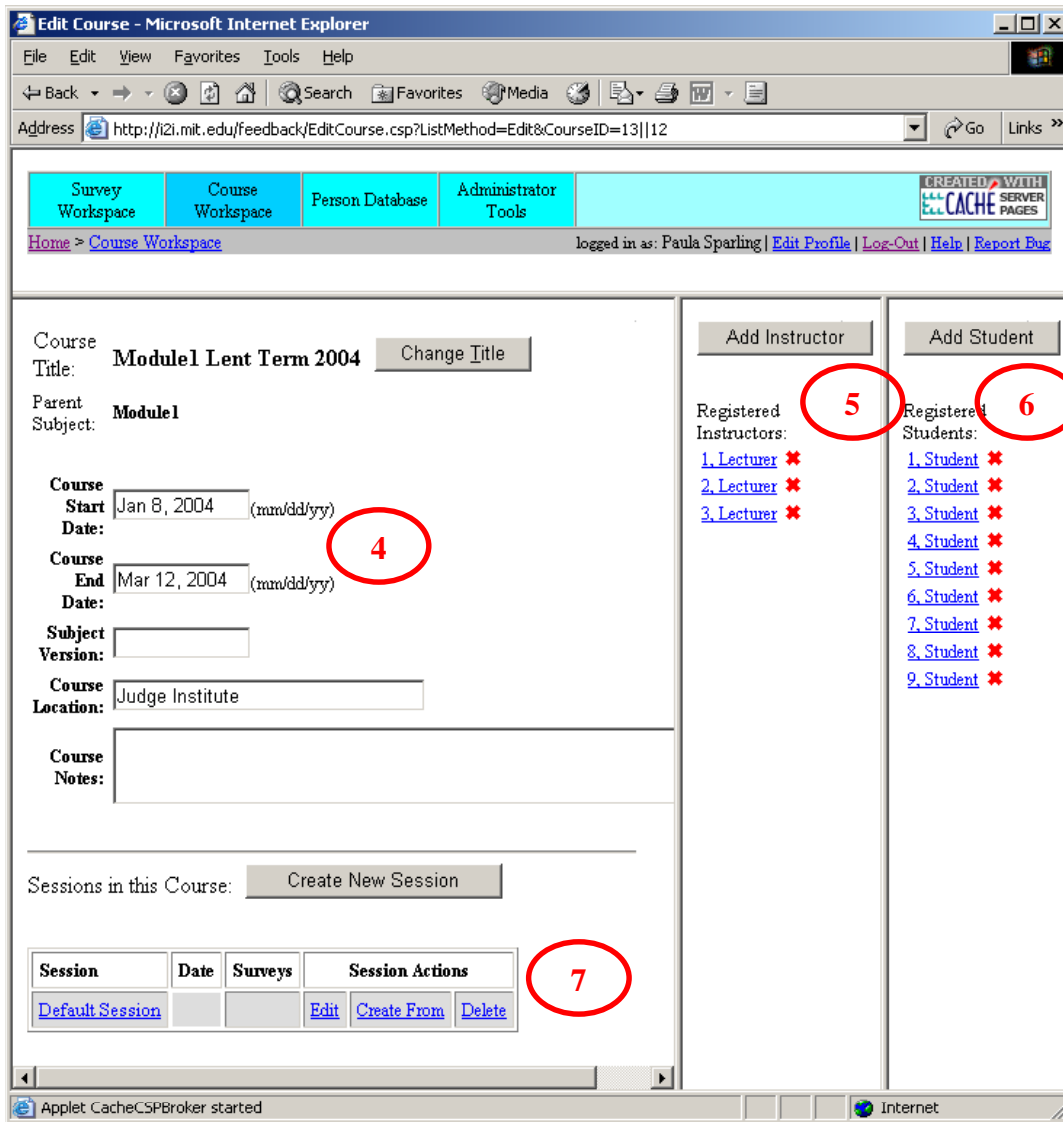 Edit Course - Microsoft Internet Explorer
File Edit View Favorites Tools Help
Back Search Favorites Media
Address http://i2i.mit.edu/feedback/EditCourse.csp?ListMethod=Edit&CourseID=13||12 Go Links »
Survey Workspace
Course Workspace
Person Database
Administrator Tools
CREATED WITH
CACHÉ SERVER PAGES
Home > Course Workspace
logged in as: Paula Sparling | Edit Profile | Log-Out | Help | Report Bug
Course Title: Module1 Lent Term 2004 Change Title
Parent Subject: Module1
Course Start Date: Jan 8, 2004 (mm/dd/yy)
4
Course End Date: Mar 12, 2004 (mm/dd/yy)
Subject Version:
Course Location: Judge Institute
Course Notes:
Sessions in this Course: Create New Session
Session Date Surveys Session Actions
Default Session Edit Create From Delete
7
Add Instructor
5
Registered
Instructors:
1, Lecturer
2, Lecturer
3, Lecturer
Add Student
6
Registered
Students:
1, Student
2, Student
3, Student
4, Student
5, Student
6, Student
7, Student
8, Student
9, Student
Applet CacheCSPBroker started
Internet